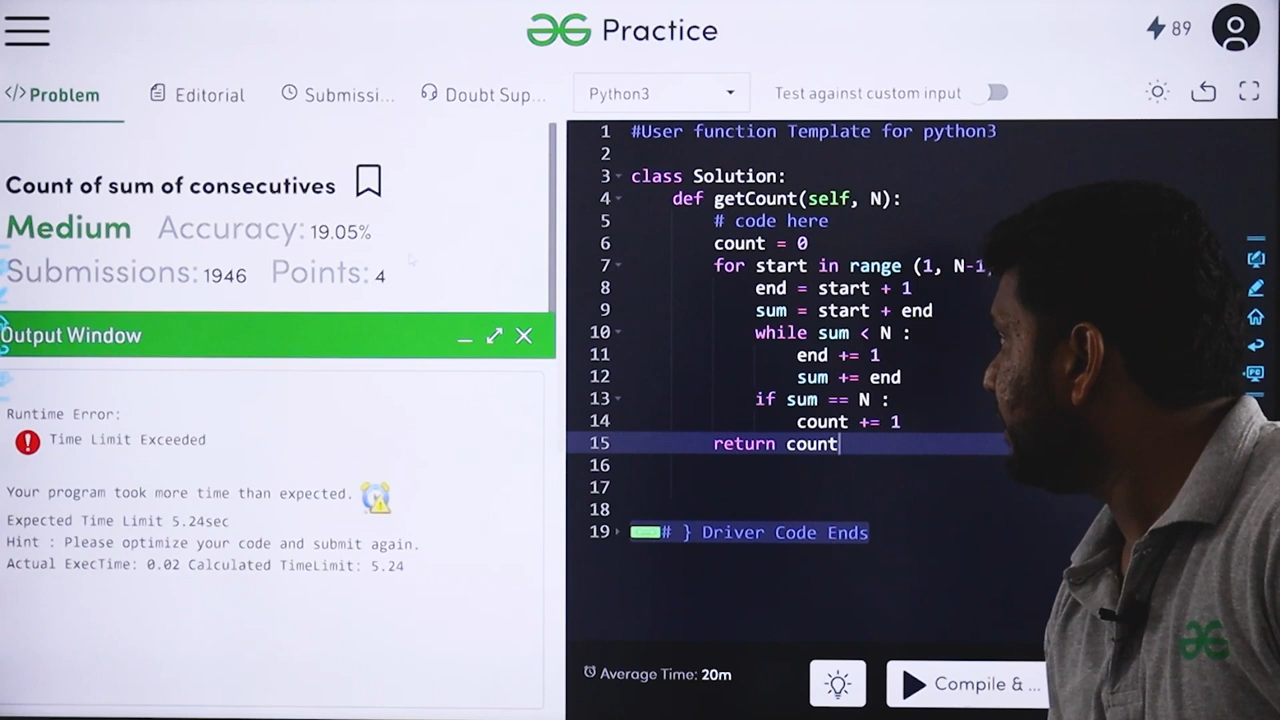 Practice
89
</> Problem
Editorial
Submissi...
Doubt Sup...
Python3
Test against custom input
Count of sum of consecutives
Medium Accuracy: 19.05%
Submissions: 1946 Points: 4
Output Window
Runtime Error:
Time Limit Exceeded
Your program took more time than expected.
Expected Time Limit 5.24sec
Hint : Please optimize your code and submit again.
Actual ExecTime: 0.02 Calculated TimeLimit: 5.24
1 #User function Template for python3
2
3 class Solution:
4 def getCount(self, N):
5 # code here
6 count = 0
7 for start in range (1, N-1
8 end = start + 1
9 sum = start + end
10 while sum < N :
11 end += 1
12 sum += end
13 if sum == N :
14 count += 1
15 return count
16
17
18
19 # } Driver Code Ends
Average Time: 20m
Compile & ...